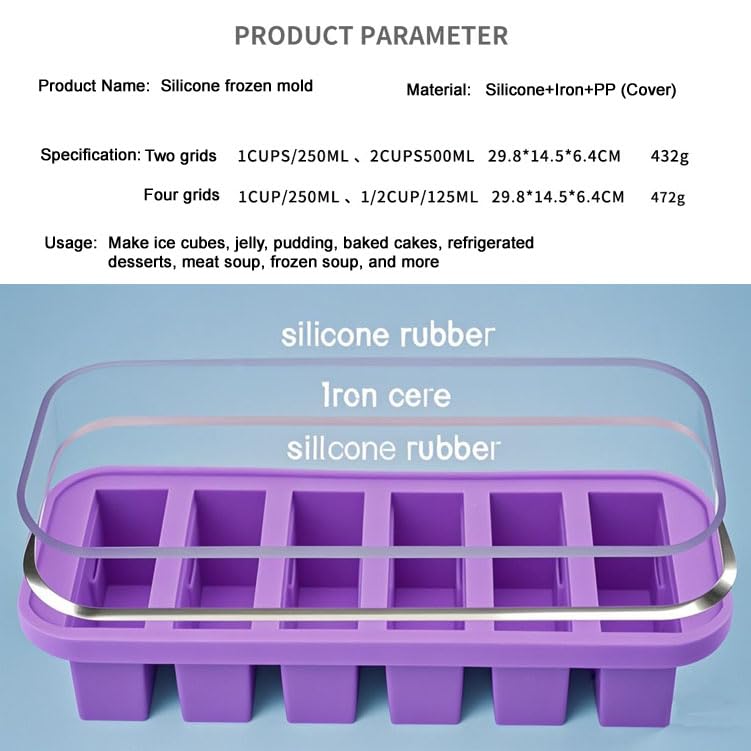 PRODUCT PARAMETER
Product Name: Silicone frozen mold
Material: Silicone+Iron+PP (Cover)
Specification: Two grids 1CUPS/250ML 、2CUPS500ML 29.8*14.5*6.4CM 432g
Four grids 1CUP/250ML 、1/2CUP/125ML 29.8*14.5*6.4CM 472g
Usage: Make ice cubes, jelly, pudding, baked cakes, refrigerated
desserts, meat soup, frozen soup, and more
silicone rubber
Iron cere
sillcone rubber